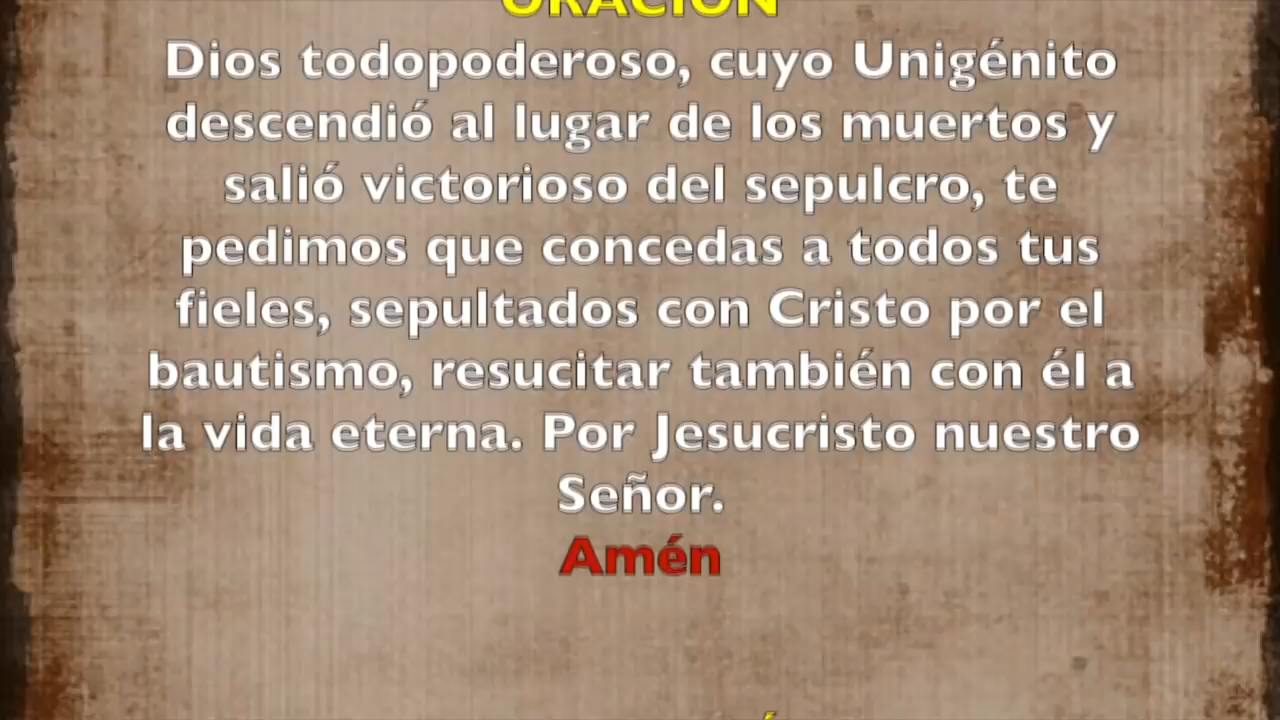 ORACIÓN
Dios todopoderoso, cuyo Unigénito
descendió al lugar de los muertos y
salió victorioso del sepulcro, te
pedimos que concedas a todos tus
fieles, sepultados con Cristo por el
bautismo, resucitar también con él a
la vida eterna. Por Jesucristo nuestro
Señor.
Amén